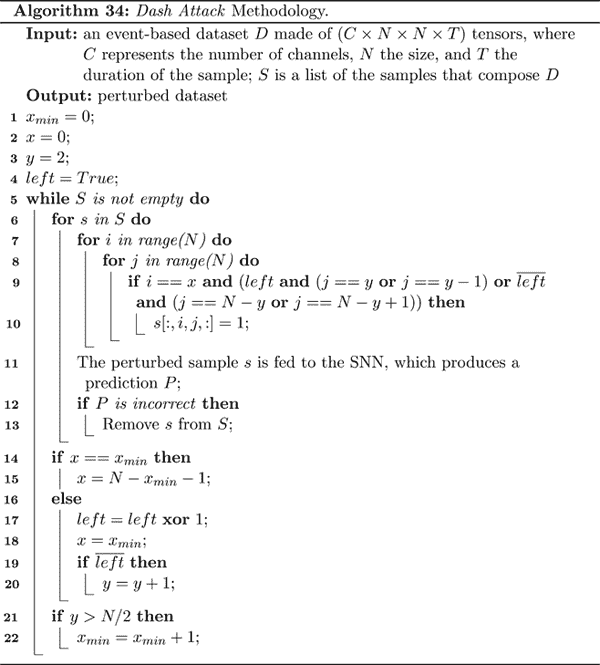 Algorithm 34: Dash Attack Methodology.
Input: an event-based dataset D made of (C × N × N × T) tensors, where
C represents the number of channels, N the size, and T the
duration of the sample; S is a list of the samples that compose D
Output: perturbed dataset
1 x_min = 0;
2 x = 0;
3 y = 2;
4 left = True;
5 while S is not empty do
6 for s in S do
7 for i in range(N) do
8 for j in range(N) do
9 if i == x and (left and (j == y or j == y − 1) or \overline{left}
and (j == N − y or j == N − y + 1)) then
10 s[:, i, j, :] = 1;
11 The perturbed sample s is fed to the SNN, which produces a
prediction P;
12 if P is incorrect then
13 Remove s from S;
14 if x == x_min then
15 x = N − x_min − 1;
16 else
17 left = left xor 1;
18 x = x_min;
19 if \overline{left} then
20 y = y + 1;
21 if y > N/2 then
22 x_min = x_min + 1;